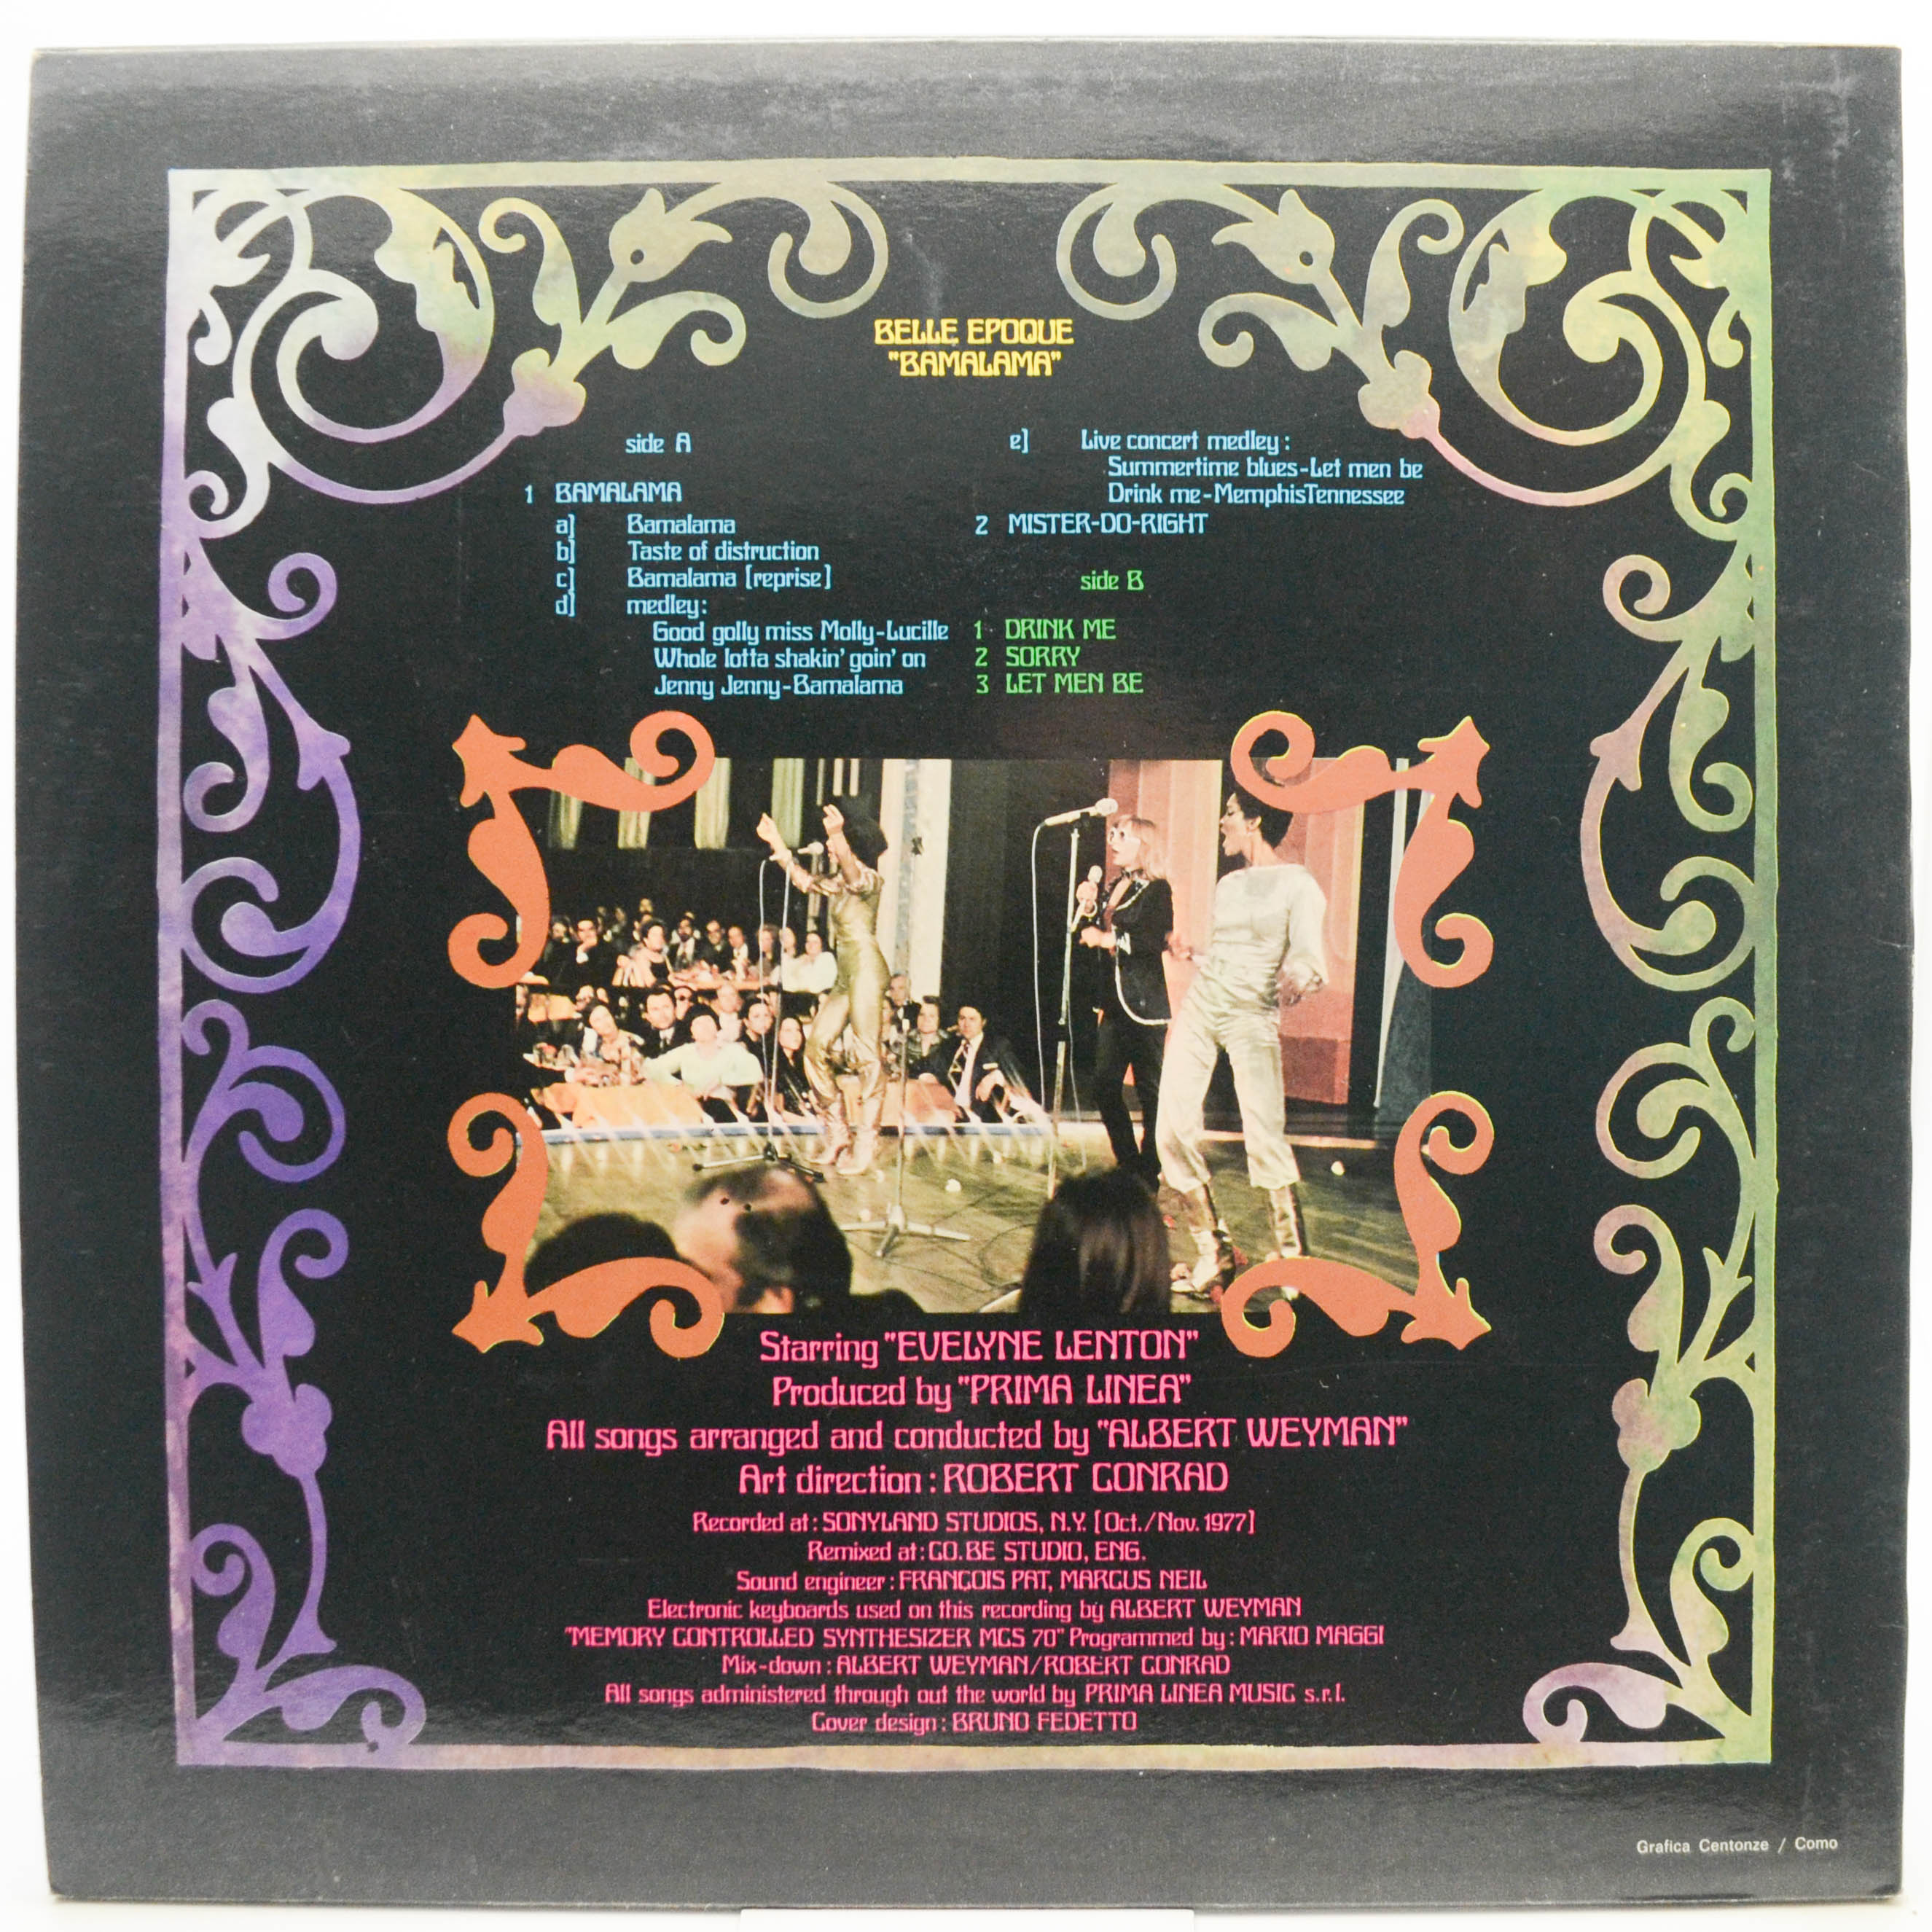 BELLE EPOQUE
"BAMALAMA"
side A
1 BAMALAMA
a] Bamalama
b] Taste of distruction
c] Bamalama [reprise]
d] medley:
Good golly miss Molly-Lucille
Whole lotta shakin' goin' on
Jenny Jenny-Bamalama
e] Live concert medley:
Summertime blues-Let men be
Drink me-MemphisTennessee
2 MISTER-DO-RIGHT
side B
1 DRINK ME
2 SORRY
3 LET MEN BE
Starring "EVELYNE LENTON"
Produced by "PRIMA LINEA"
All songs arranged and conducted by "ALBERT WEYMAN"
Art direction: ROBERT CONRAD
Recorded at: SONYLAND STUDIOS, N.Y. [Oct./Nov. 1977]
Remixed at: CO.BE STUDIO, ENG.
Sound engineer: FRANÇOIS PAT, MARCUS NEIL
Electronic keyboards used on this recording by ALBERT WEYMAN
"MEMORY CONTROLLED SYNTHESIZER MCS 70" Programmed by: MARIO MAGGI
Mix-down: ALBERT WEYMAN/ROBERT CONRAD
All songs administered through out the world by PRIMA LINEA MUSIC s.r.l.
Cover design: BRUNO FEDETTO
Grafica Centonze / Como